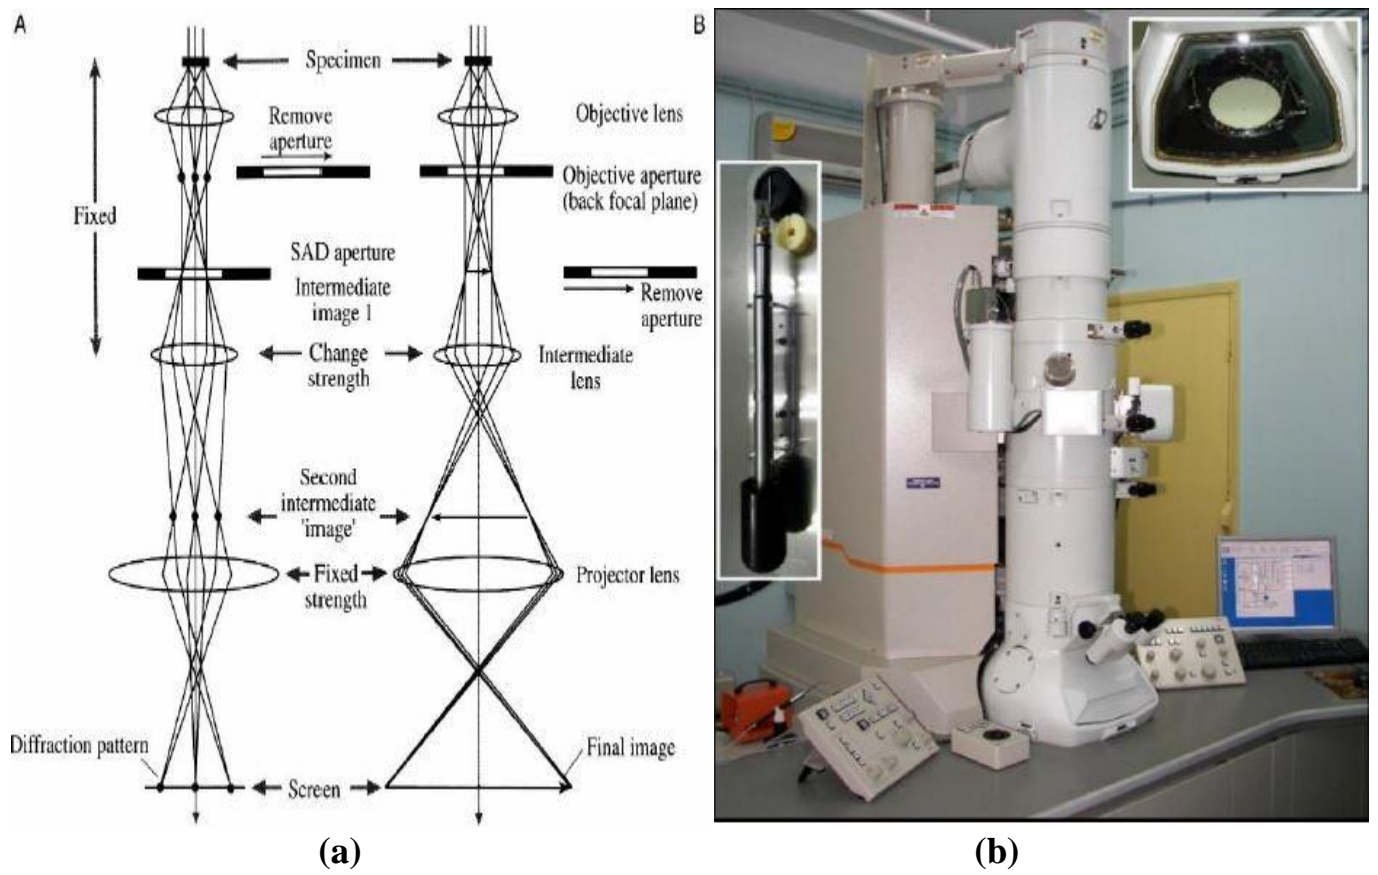 A
B
Specimen
Remove
aperture
Objective lens
Objective aperture
(back focal plane)
Fixed
SAD aperture
Intermediate
image 1
Remove
aperture
Change
strength
Intermediate
lens
Second
intermediate
'image'
Fixed
strength
Projector lens
Diffraction pattern
Final image
Screen
(a)
(b)